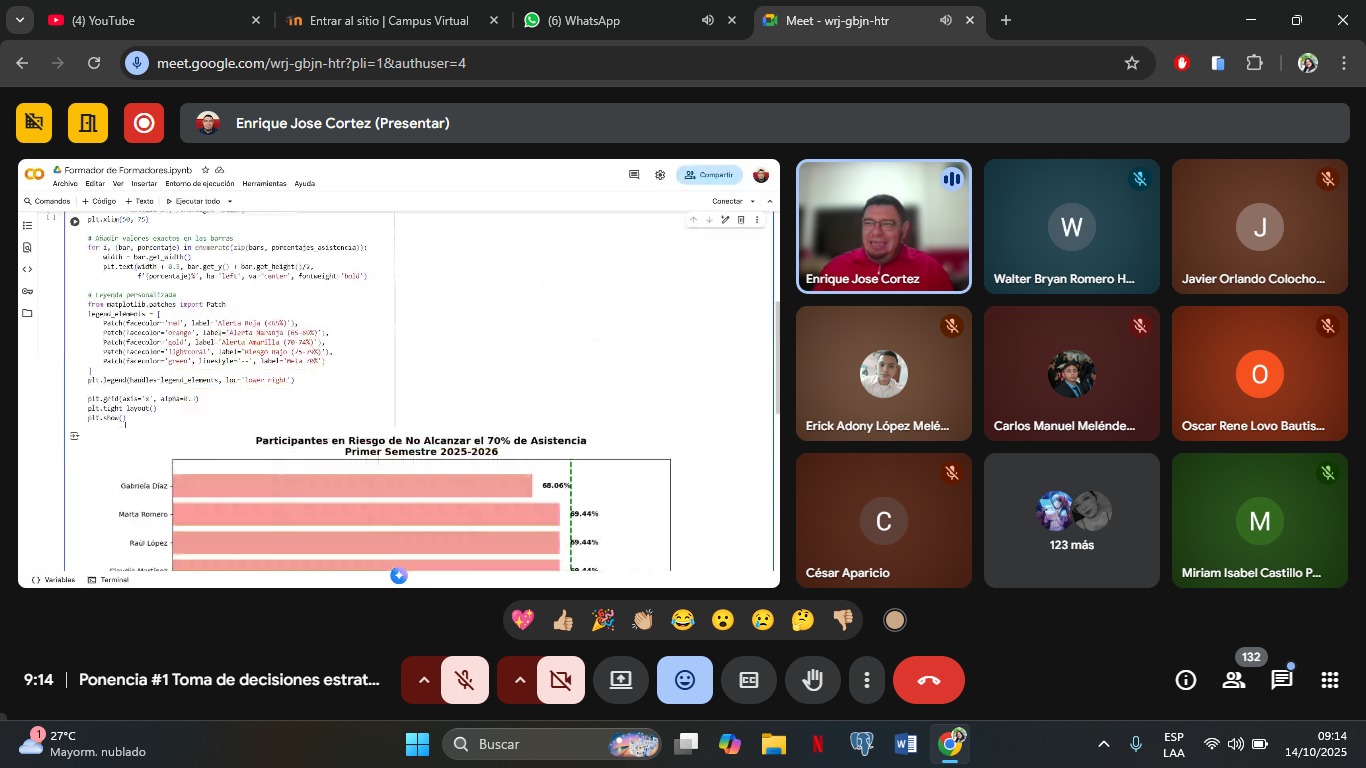 (4) YouTube
Entrar al sitio | Campus Virtual
(6) WhatsApp
Meet - wrj-gbjn-htr
meet.google.com/wrj-gbjn-htr?pli=1&authuser=4
Enrique Jose Cortez (Presentar)
Formador de Formadores.ipynb
Archivo Editar Ver Insertar Entorno de ejecución Herramientas Ayuda
Compartir
Comandos + Código + Texto Ejecutar todo
Conectar
plt.xlim(50, 75)
# Añadir valores exactos en las barras
for i, (bar, porcentaje) in enumerate(zip(bars, porcentajes_asistencia)):
width = bar.get_width()
plt.text(width + 0.5, bar.get_y() + bar.get_height()/2,
f'{porcentaje}%', ha='left', va='center', fontweight='bold')
# Leyenda personalizada
from matplotlib.patches import Patch
legend_elements = [
Patch(facecolor='red', label='Alerta Roja (<65%)'),
Patch(facecolor='orange', label='Alerta Naranja (65-69%)'),
Patch(facecolor='gold', label='Alerta Amarilla (70-74%)'),
Patch(facecolor='lightcoral', label='Riesgo Bajo (75-79%)'),
Patch(facecolor='green', linestyle='--', label='Meta 70%')
]
plt.legend(handles=legend_elements, loc='lower right')
plt.grid(axis='x', alpha=0.3)
plt.tight_layout()
plt.show()
Participantes en Riesgo de No Alcanzar el 70% de Asistencia
Primer Semestre 2025-2026
Gabriela Díaz
68.06%
Marta Romero
69.44%
Raúl López
69.44%
Claudia Martínez
69.44%
Variables
Terminal
Enrique Jose Cortez
W
Walter Bryan Romero H...
J
Javier Orlando Colocho...
Erick Adony López Melé...
Carlos Manuel Melénde...
O
Oscar Rene Lovo Bautis...
C
César Aparicio
123 más
M
Miriam Isabel Castillo P...
9:14
Ponencia #1 Toma de decisiones estrat...
132
1
27°C
Mayorm. nublado
Buscar
ESP
LAA
09:14
14/10/2025